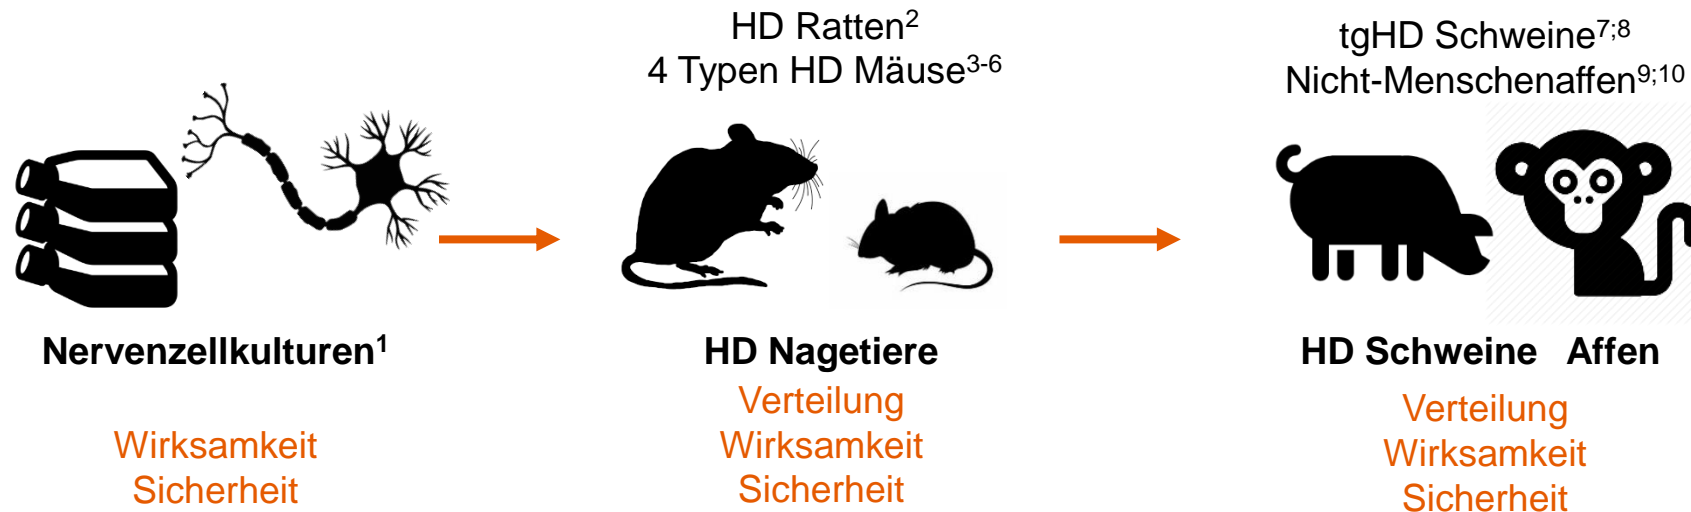 Nervenzellkulturen¹
Wirksamkeit
Sicherheit
HD Ratten²
4 Typen HD Mäuse³⁻⁶
HD Nagetiere
Verteilung
Wirksamkeit
Sicherheit
tgHD Schweine⁷;⁸
Nicht-Menschenaffen⁹;¹⁰
HD Schweine Affen
Verteilung
Wirksamkeit
Sicherheit